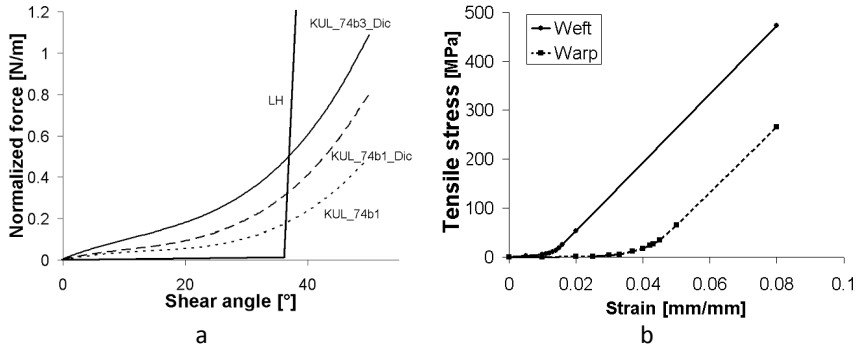 Normalized force [N/m]
1.2
1
0.8
0.6
0.4
0.2
0
0
20
40
Shear angle [°]
KUL_74b3_Dic
LH
KUL_74b1_Dic
KUL_74b1
a
Tensile stress [MPa]
500
400
300
200
100
0
0
0.02
0.04
0.06
0.08
0.1
Strain [mm/mm]
Weft
Warp
b